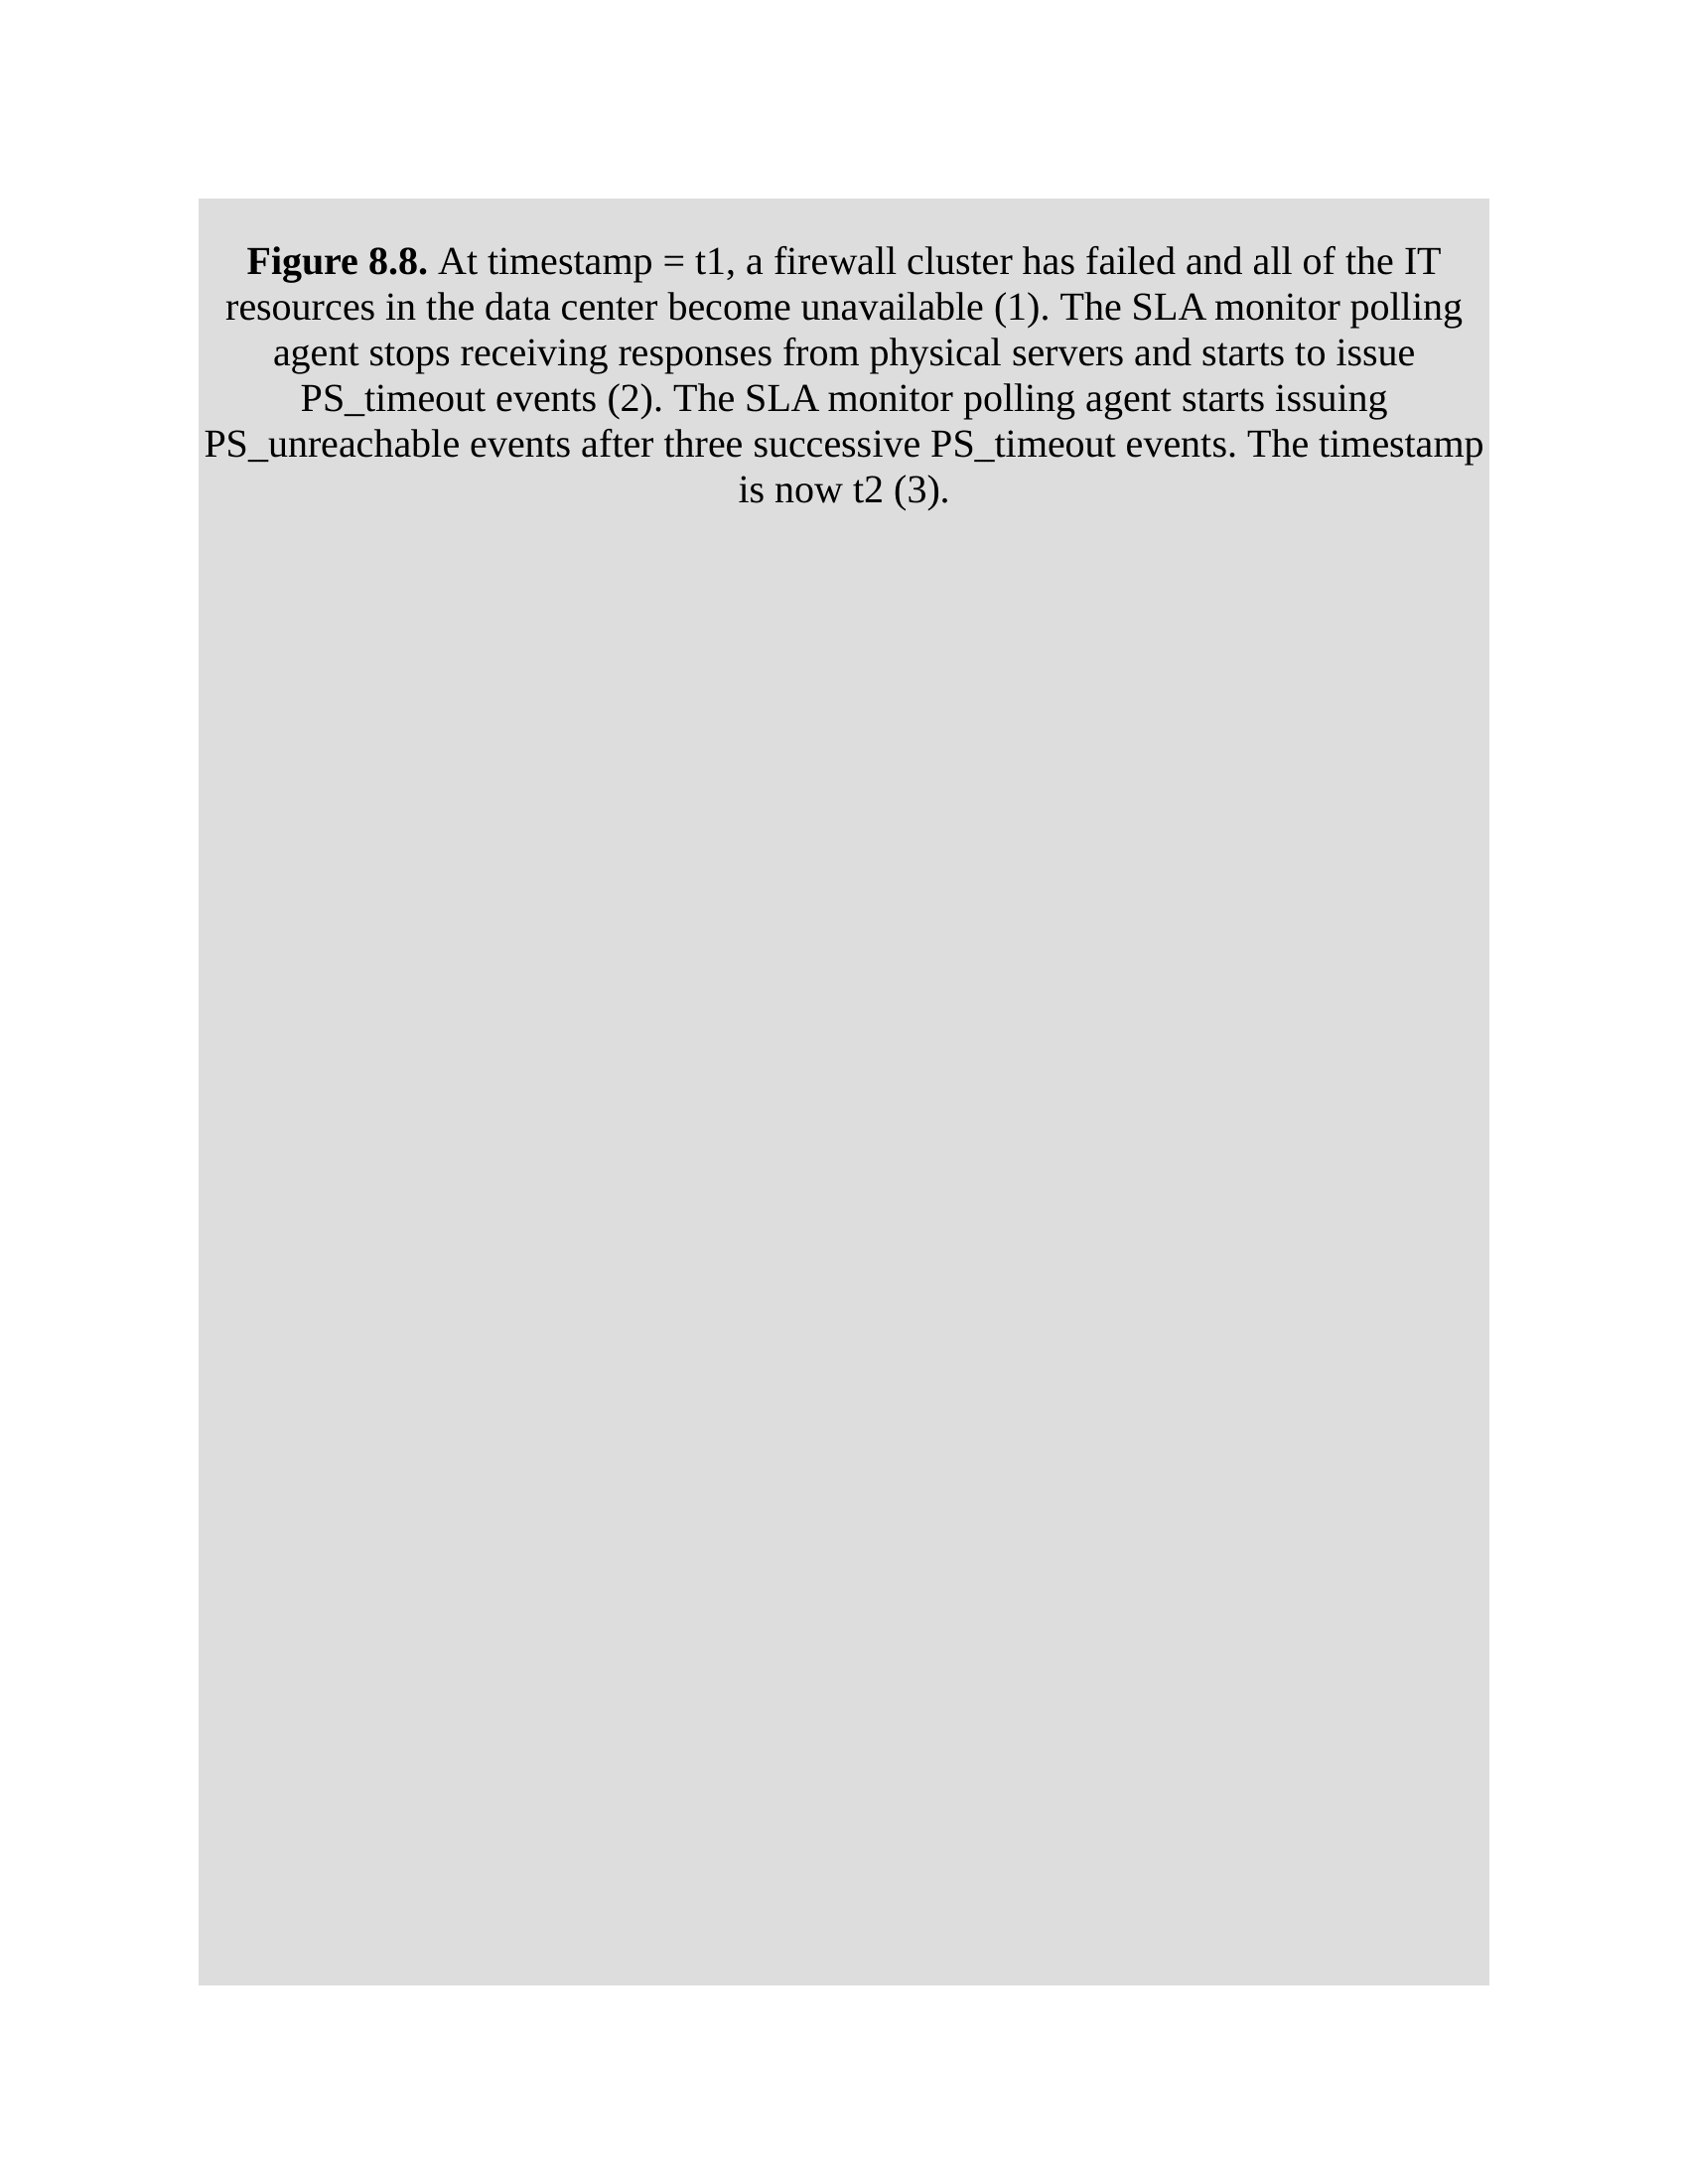 Figure 8.8. At timestamp = t1, a firewall cluster has failed and all of the IT
resources in the data center become unavailable (1). The SLA monitor polling
agent stops receiving responses from physical servers and starts to issue
PS_timeout events (2). The SLA monitor polling agent starts issuing
PS_unreachable events after three successive PS_timeout events. The timestamp
is now t2 (3).